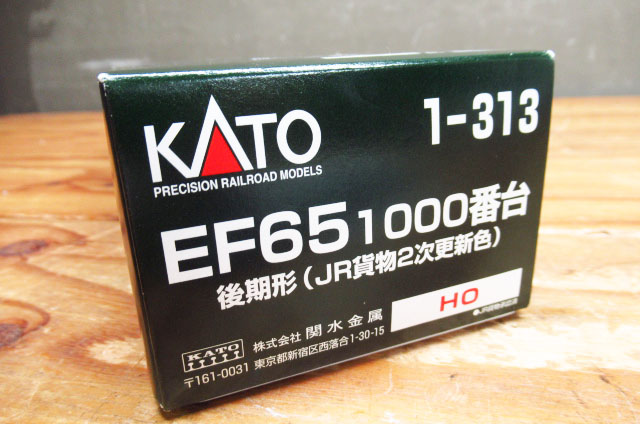 KATO
PRECISION RAILROAD MODELS
1-313
EF65 1000番台
後期形(JR貨物2次更新色)
HO
KATO
株式会社 関水金属
〒161-0031 東京都新宿区西落合1-30-15